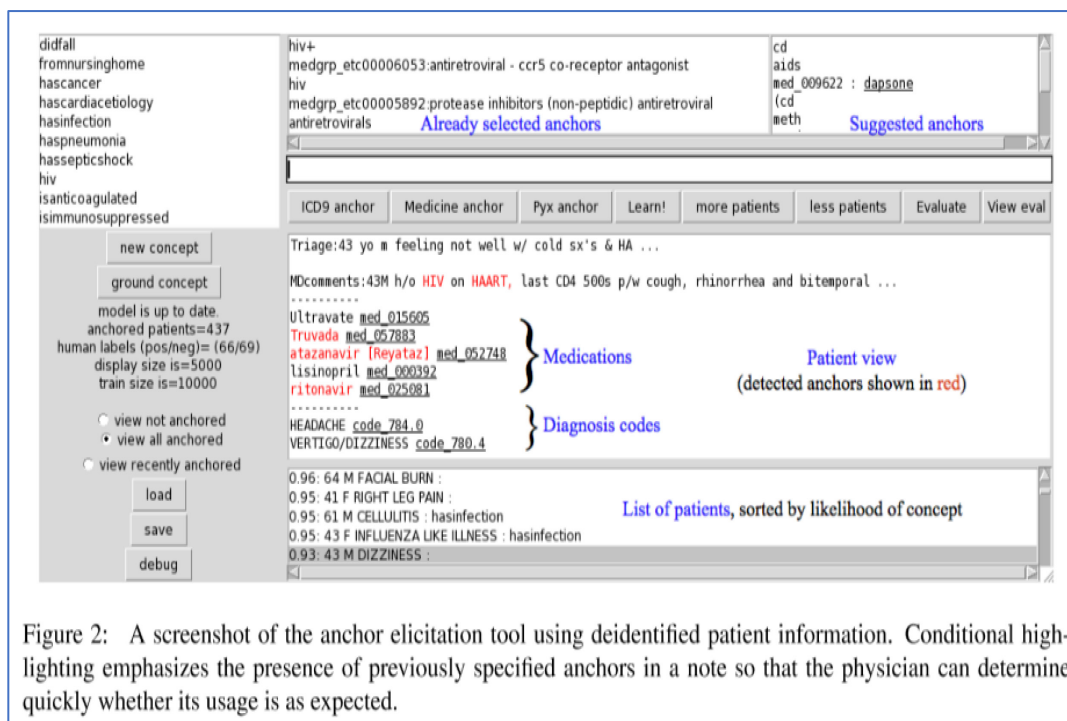 didfall
fromnursinghome
hascancer
hascardiacetiology
hasinfection
haspneumonia
hassepticshock
hiv
isanticoagulated
isimmunosuppressed
new concept
ground concept
model is up to date.
anchored patients=437
human labels (pos/neg)= (66/69)
display size is=5000
train size is=10000
view not anchored
view all anchored
view recently anchored
load
save
debug
hiv+
medgrp_etc00006053:antiretroviral - ccr5 co-receptor antagonist
hiv
medgrp_etc00005892:protease inhibitors (non-peptidic) antiretroviral
antiretrovirals
Already selected anchors
cd
aids
med_009622 : dapsone
(cd
meth
Suggested anchors
ICD9 anchor
Medicine anchor
Pyx anchor
Learn!
more patients
less patients
Evaluate
View eval
Triage:43 yo m feeling not well w/ cold sx's & HA ...
MDcomments:43M h/o HIV on HAART, last CD4 500s p/w cough, rhinorrhea and bitemporal ...
----------
Ultravate med_015605
Truvada med_057883
atazanavir [Reyataz] med_052748
lisinopril med_000392
ritonavir med_025081
----------
HEADACHE code_784.0
VERTIGO/DIZZINESS code_780.4
Medications
Diagnosis codes
Patient view
(detected anchors shown in red)
0.96: 64 M FACIAL BURN :
0.95: 41 F RIGHT LEG PAIN :
0.95: 61 M CELLULITIS : hasinfection
0.95: 43 F INFLUENZA LIKE ILLNESS : hasinfection
0.93: 43 M DIZZINESS :
List of patients, sorted by likelihood of concept
Figure 2: A screenshot of the anchor elicitation tool using deidentified patient information. Conditional high-
lighting emphasizes the presence of previously specified anchors in a note so that the physician can determine
quickly whether its usage is as expected.